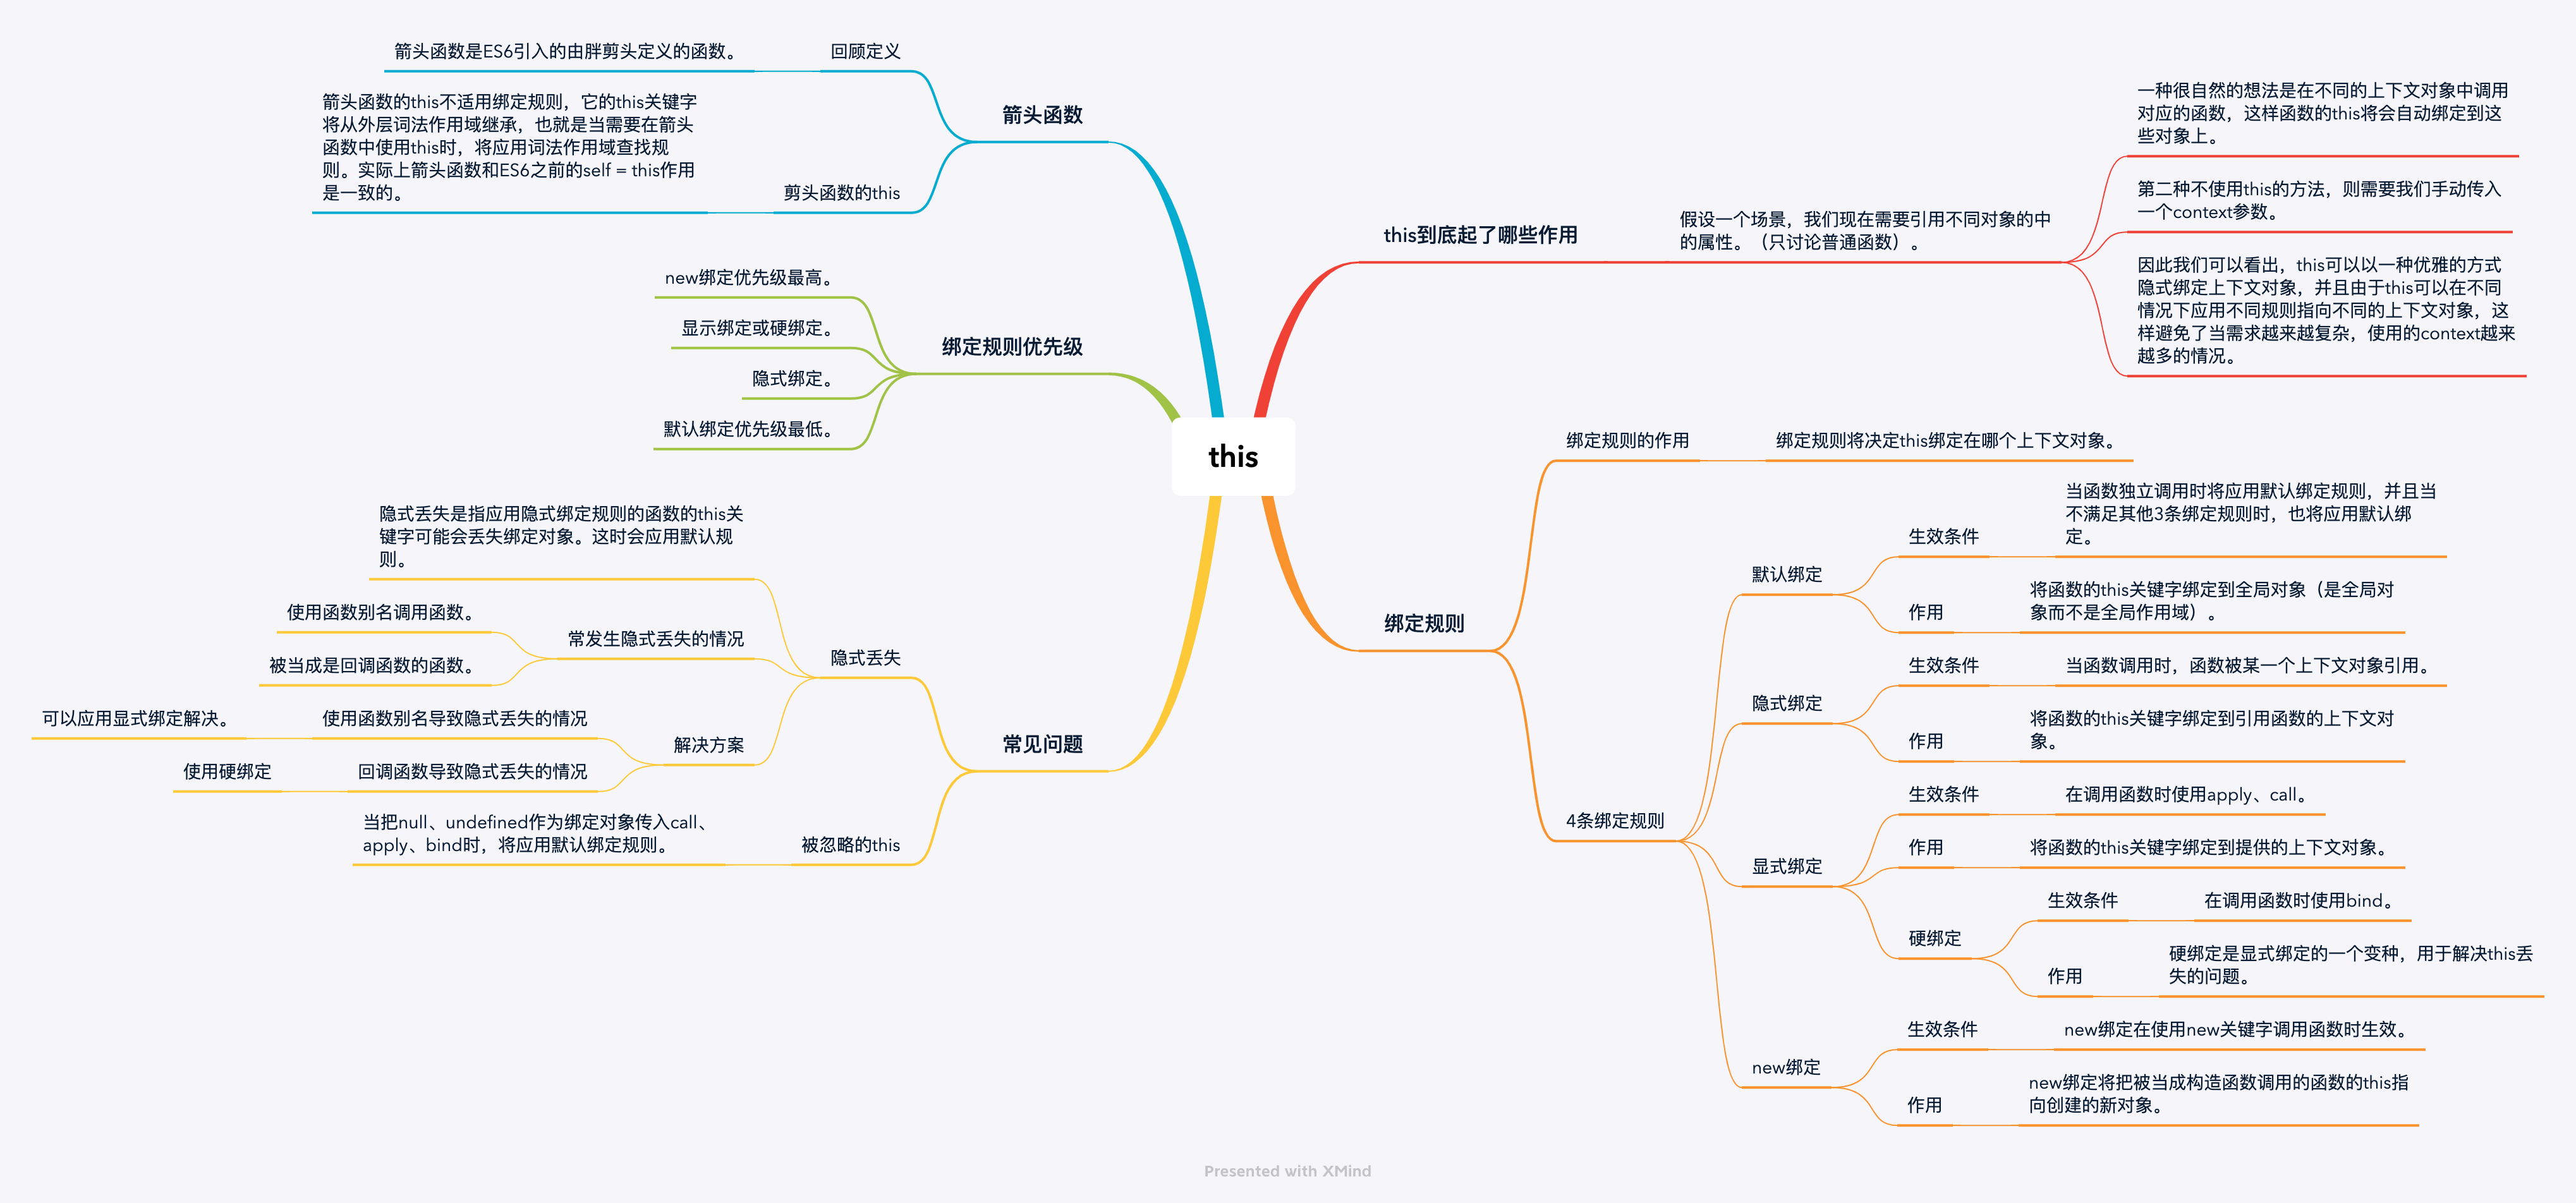 this
this到底起了哪些作用
假设一个场景，我们现在需要引用不同对象的中
的属性。（只讨论普通函数）。
一种很自然的想法是在不同的上下文对象中调用
对应的函数，这样函数的this将会自动绑定到这
些对象上。
第二种不使用this的方法，则需要我们手动传入
一个context参数。
因此我们可以看出，this可以以一种优雅的方式
隐式绑定上下文对象，并且由于this可以在不同
情况下应用不同规则指向不同的上下文对象，这
样避免了当需求越来越复杂，使用的context越来
越多的情况。
绑定规则
绑定规则的作用
绑定规则将决定this绑定在哪个上下文对象。
4条绑定规则
默认绑定
生效条件
当函数独立调用时将应用默认绑定规则，并且当
不满足其他3条绑定规则时，也将应用默认绑
定。
作用
将函数的this关键字绑定到全局对象（是全局对
象而不是全局作用域）。
隐式绑定
生效条件
当函数调用时，函数被某一个上下文对象引用。
作用
将函数的this关键字绑定到引用函数的上下文对
象。
显式绑定
生效条件
在调用函数时使用apply、call。
作用
将函数的this关键字绑定到提供的上下文对象。
硬绑定
生效条件
在调用函数时使用bind。
作用
硬绑定是显式绑定的一个变种，用于解决this丢
失的问题。
new绑定
生效条件
new绑定在使用new关键字调用函数时生效。
作用
new绑定将把被当成构造函数调用的函数的this指
向创建的新对象。
箭头函数
回顾定义
箭头函数是ES6引入的由胖剪头定义的函数。
剪头函数的this
箭头函数的this不适用绑定规则，它的this关键字
将从外层词法作用域继承，也就是当需要在箭头
函数中使用this时，将应用词法作用域查找规
则。实际上箭头函数和ES6之前的self = this作用
是一致的。
绑定规则优先级
new绑定优先级最高。
显示绑定或硬绑定。
隐式绑定。
默认绑定优先级最低。
常见问题
隐式丢失
隐式丢失是指应用隐式绑定规则的函数的this关
键字可能会丢失绑定对象。这时会应用默认规
则。
常发生隐式丢失的情况
使用函数别名调用函数。
被当成是回调函数的函数。
解决方案
使用函数别名导致隐式丢失的情况
可以应用显式绑定解决。
回调函数导致隐式丢失的情况
使用硬绑定
被忽略的this
当把null、undefined作为绑定对象传入call、
apply、bind时，将应用默认绑定规则。
Presented with XMind